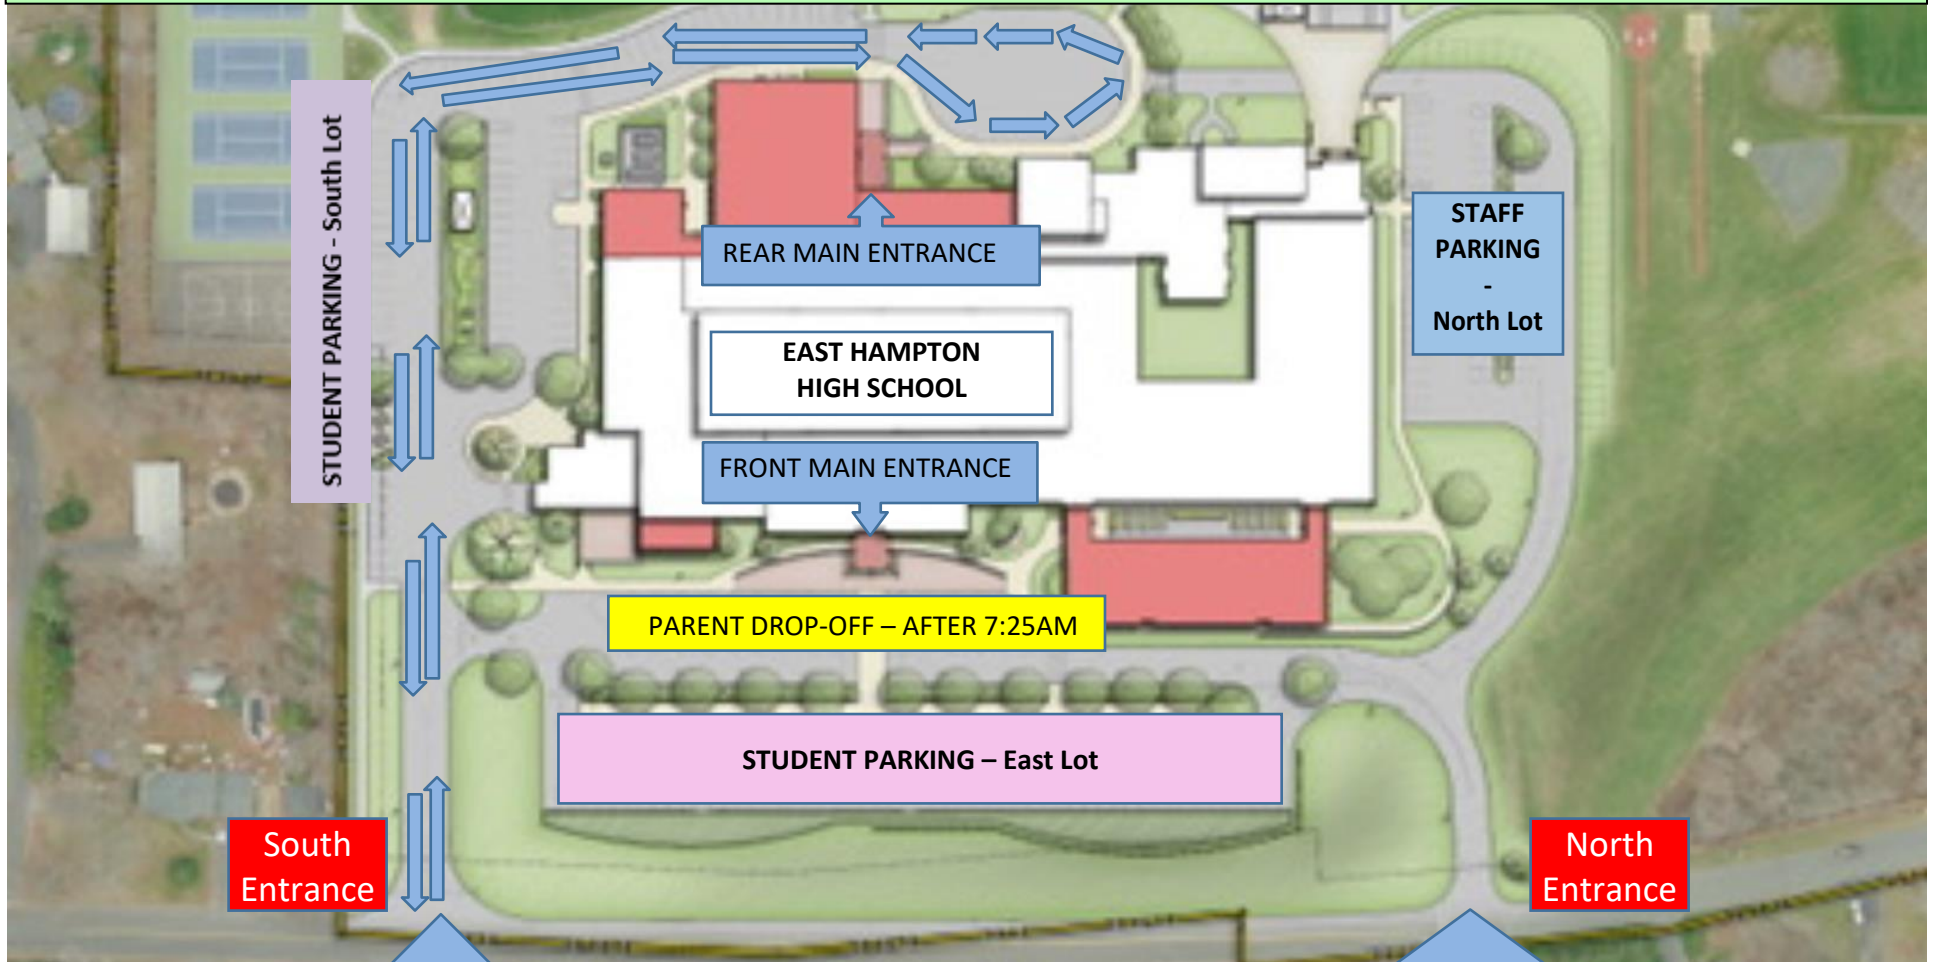 STUDENT PARKING - South Lot
REAR MAIN ENTRANCE
STAFF
PARKING
-
North Lot
EAST HAMPTON
HIGH SCHOOL
FRONT MAIN ENTRANCE
PARENT DROP-OFF – AFTER 7:25AM
STUDENT PARKING – East Lot
South
Entrance
North
Entrance